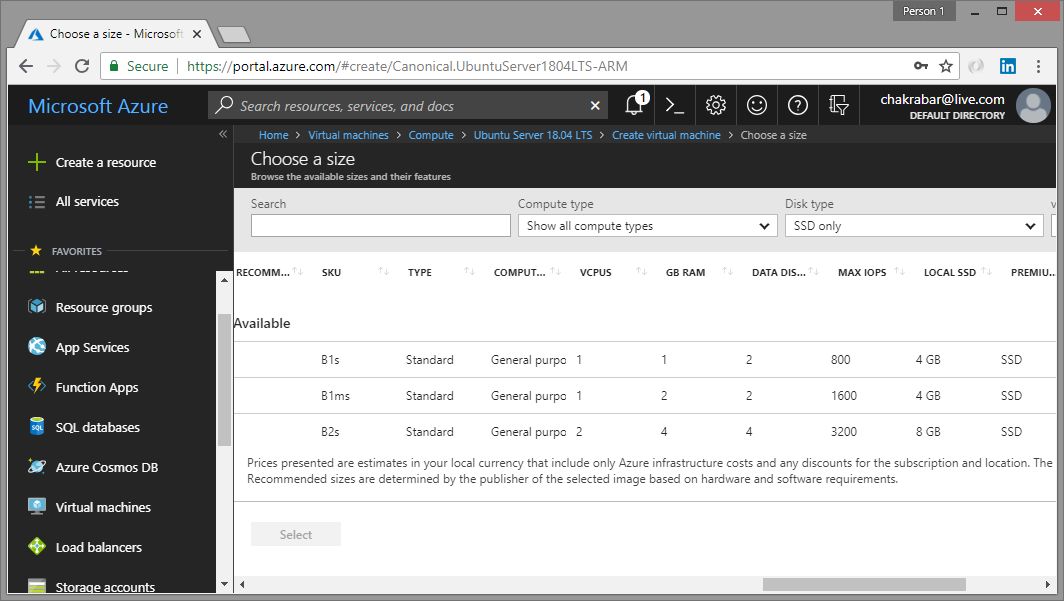 Person 1
Choose a size - Microsoft
Secure https://portal.azure.com/#create/Canonical.UbuntuServer1804LTS-ARM
Microsoft Azure
Search resources, services, and docs
1
chakrabar@live.com
DEFAULT DIRECTORY
Home > Virtual machines > Compute > Ubuntu Server 18.04 LTS > Create virtual machine > Choose a size
Create a resource
All services
FAVORITES
All resources
Resource groups
App Services
Function Apps
SQL databases
Azure Cosmos DB
Virtual machines
Load balancers
Storage accounts
Choose a size
Browse the available sizes and their features
Search Compute type Disk type v
Show all compute types SSD only
RECOMM... SKU TYPE COMPUT... VCPUS GB RAM DATA DIS... MAX IOPS LOCAL SSD PREMIU...
Available
B1s Standard General purpo 1 1 2 800 4 GB SSD
B1ms Standard General purpo 1 2 2 1600 4 GB SSD
B2s Standard General purpo 2 4 4 3200 8 GB SSD
Prices presented are estimates in your local currency that include only Azure infrastructure costs and any discounts for the subscription and location. The
Recommended sizes are determined by the publisher of the selected image based on hardware and software requirements.
Select